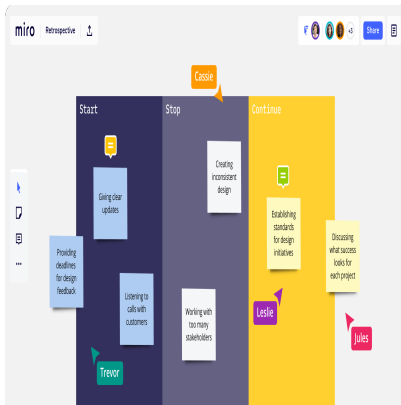 miro
Retrospective
+3
Share
Cassie
Start
Stop
Continue
Giving clear
updates
Creating
inconsistent
design
Establishing
standards
for design
initiatives
Providing
deadlines
for design
feedback
Discussing
what success
looks for
each project
Listening to
calls with
customers
Working with
too many
stakeholders
Leslie
Jules
Trevor